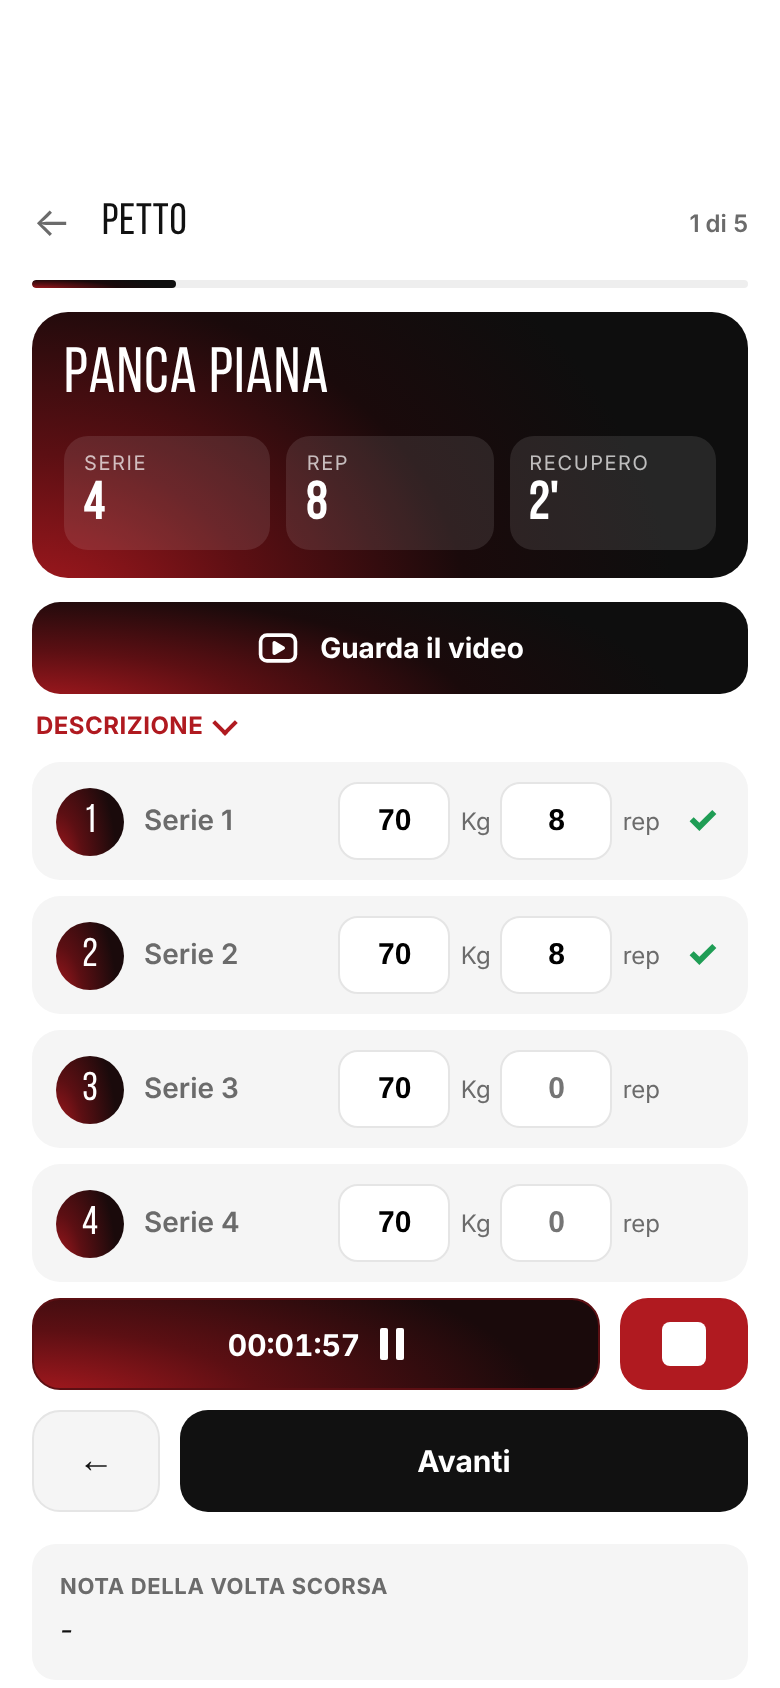 ← PETTO 1 di 5
PANCA PIANA
SERIE REP RECUPERO
4 8 2'
Guarda il video
DESCRIZIONE
1 Serie 1 70 Kg 8 rep
2 Serie 2 70 Kg 8 rep
3 Serie 3 70 Kg 0 rep
4 Serie 4 70 Kg 0 rep
00:01:57
← Avanti
NOTA DELLA VOLTA SCORSA
-